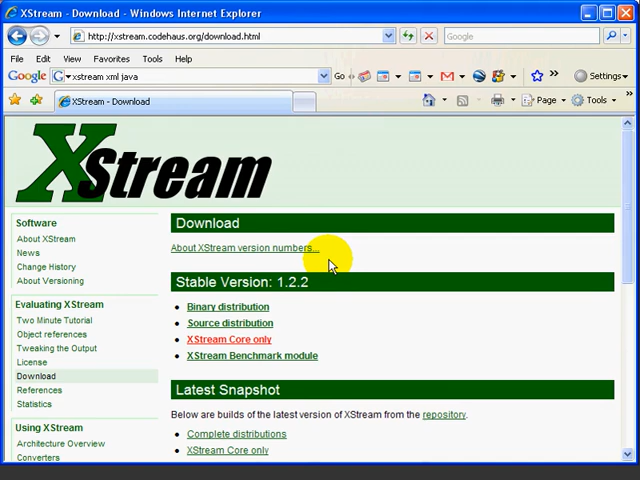 XStream - Download - Windows Internet Explorer
http://xstream.codehaus.org/download.html
Google
File Edit View Favorites Tools Help
Google G xstream xml java Go Settings
XStream - Download Page Tools
XStream
Software
About XStream
News
Change History
About Versioning
Evaluating XStream
Two Minute Tutorial
Object references
Tweaking the Output
License
Download
References
Statistics
Using XStream
Architecture Overview
Converters
Download
About XStream version numbers...
Stable Version: 1.2.2
Binary distribution
Source distribution
XStream Core only
XStream Benchmark module
Latest Snapshot
Below are builds of the latest version of XStream from the repository.
Complete distributions
XStream Core only